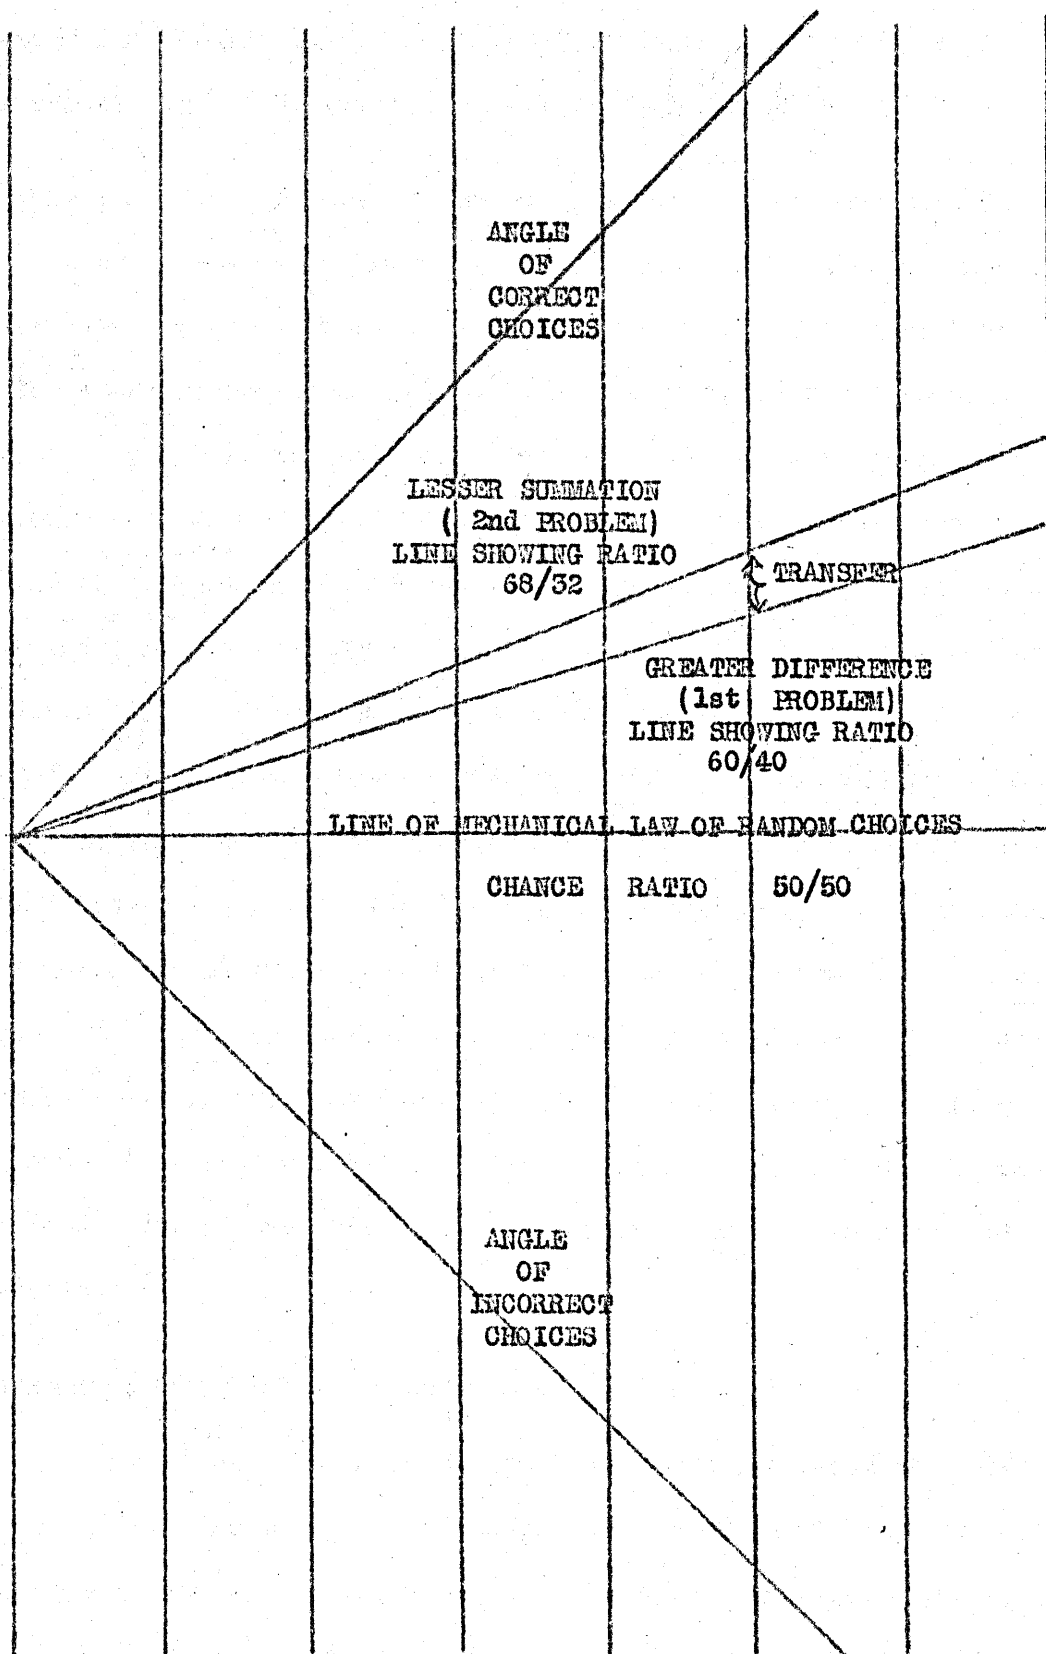 ANGLE
OF
CORRECT
CHOICES
LESSER SUMMATION
( 2nd PROBLEM)
LINE SHOWING RATIO
68/32
TRANSFER
GREATER DIFFERENCE
(1st PROBLEM)
LINE SHOWING RATIO
60/40
LINE OF MECHANICAL LAW OF RANDOM CHOICES
CHANCE RATIO 50/50
ANGLE
OF
INCORRECT
CHOICES